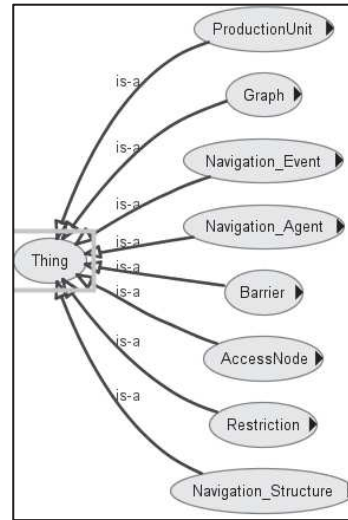 ProductionUnit
is-a
Graph
is-a
Navigation_Event
is-a
Navigation_Agent
is-a
Thing
is-a
Barrier
is-a
AccessNode
is-a
Restriction
is-a
Navigation_Structure